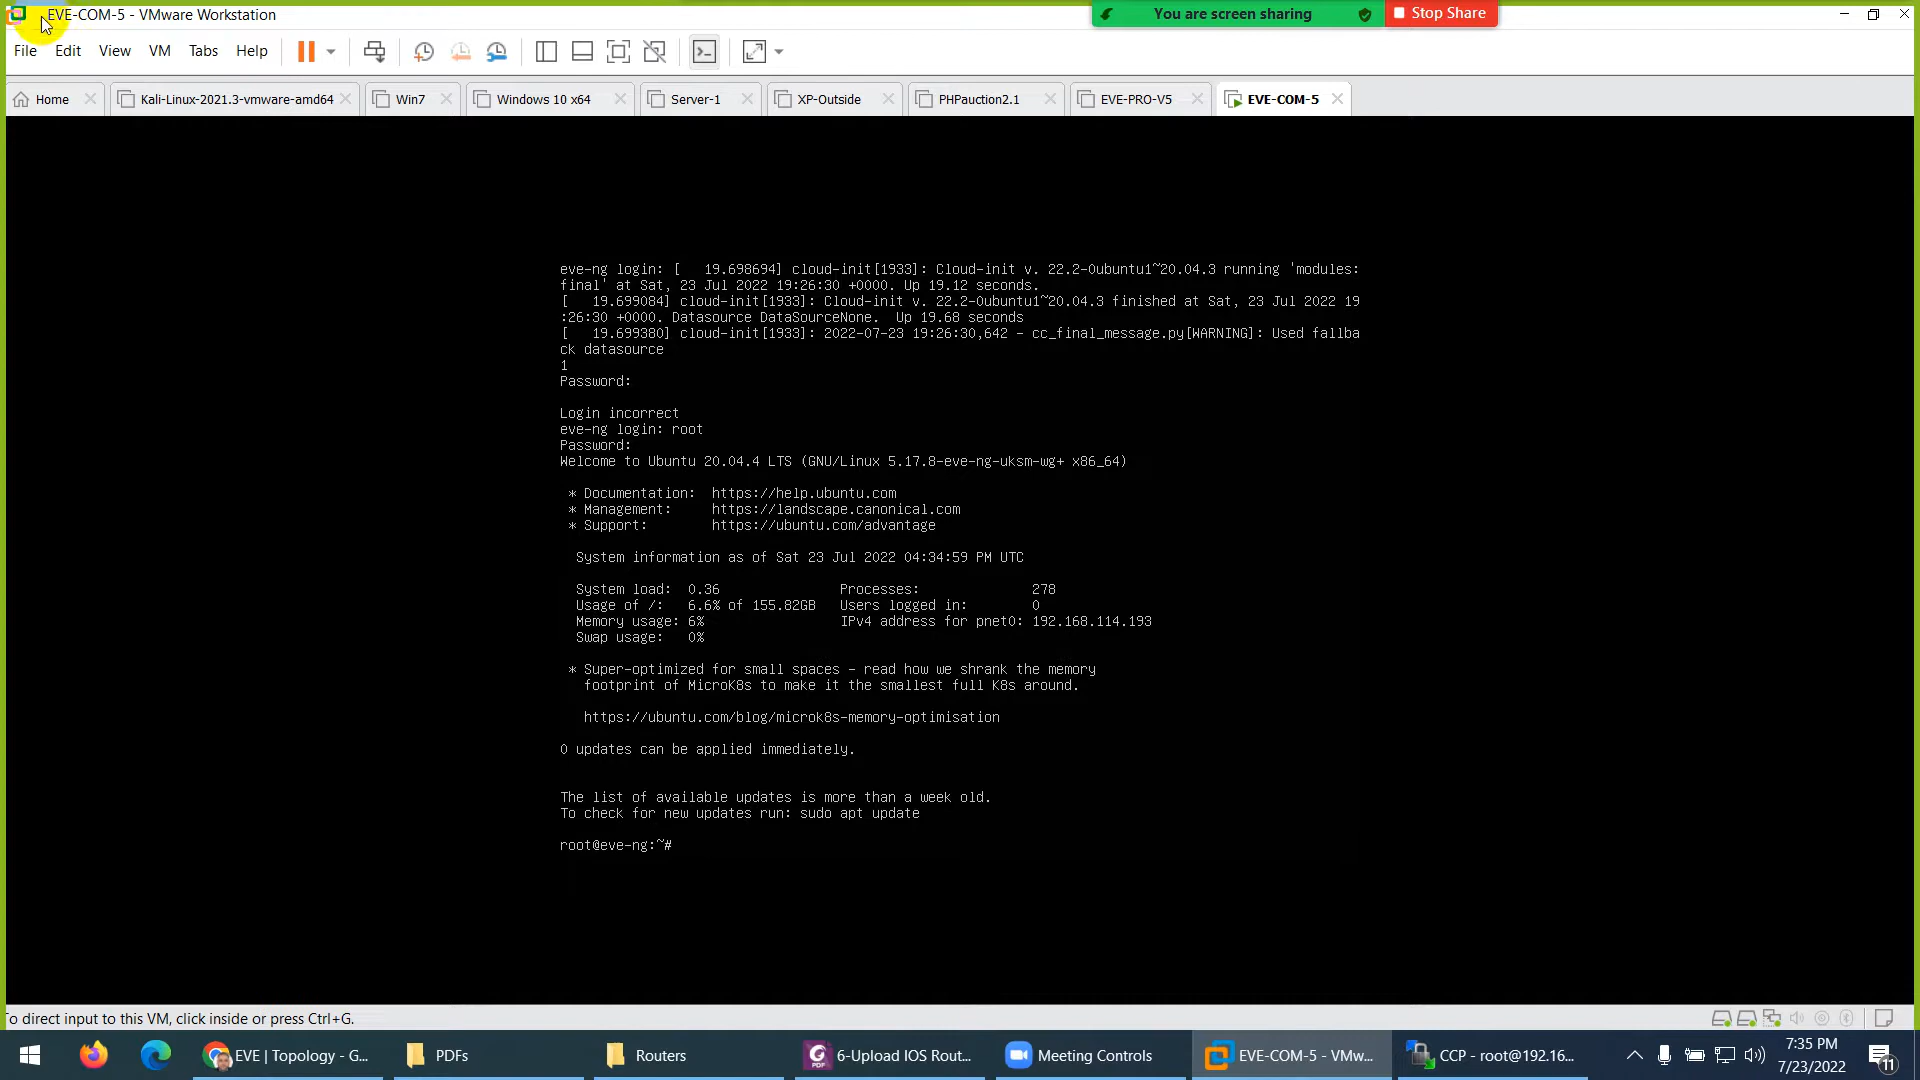 EVE-COM-5 - VMware Workstation
You are screen sharing
Stop Share
File Edit View VM Tabs Help
Home
Kali-Linux-2021.3-vmware-amd64
Win7
Windows 10 x64
Server-1
XP-Outside
PHPauction2.1
EVE-PRO-V5
EVE-COM-5
eve-ng login: [   19.698694] cloud-init[1933]: Cloud-init v. 22.2-0ubuntu1~20.04.3 running 'modules:
final' at Sat, 23 Jul 2022 19:26:30 +0000. Up 19.12 seconds.
[   19.699084] cloud-init[1933]: Cloud-init v. 22.2-0ubuntu1~20.04.3 finished at Sat, 23 Jul 2022 19
:26:30 +0000. Datasource DataSourceNone.  Up 19.68 seconds
[   19.699380] cloud-init[1933]: 2022-07-23 19:26:30,642 - cc_final_message.py[WARNING]: Used fallba
ck datasource
1
Password:
Login incorrect
eve-ng login: root
Password:
Welcome to Ubuntu 20.04.4 LTS (GNU/Linux 5.17.8-eve-ng-uksm-wg+ x86_64)
* Documentation:  https://help.ubuntu.com
* Management:     https://landscape.canonical.com
* Support:        https://ubuntu.com/advantage
System information as of Sat 23 Jul 2022 04:34:59 PM UTC
System load:  0.36               Processes:              278
Usage of /:   6.6% of 155.82GB   Users logged in:        0
Memory usage: 6%                 IPv4 address for pnet0: 192.168.114.193
Swap usage:   0%
* Super-optimized for small spaces - read how we shrank the memory
footprint of MicroK8s to make it the smallest full K8s around.
https://ubuntu.com/blog/microk8s-memory-optimisation
0 updates can be applied immediately.
The list of available updates is more than a week old.
To check for new updates run: sudo apt update
root@eve-ng:~#
To direct input to this VM, click inside or press Ctrl+G.
EVE | Topology - G...
PDFs
Routers
6-Upload IOS Rout...
Meeting Controls
EVE-COM-5 - VMw...
CCP - root@192.16...
7:35 PM
7/23/2022
11